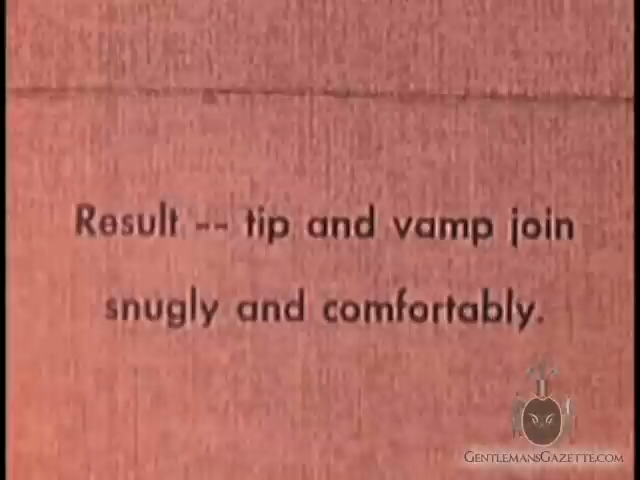 Result -- tip and vamp join
snugly and comfortably.
GentlemansGazette.com